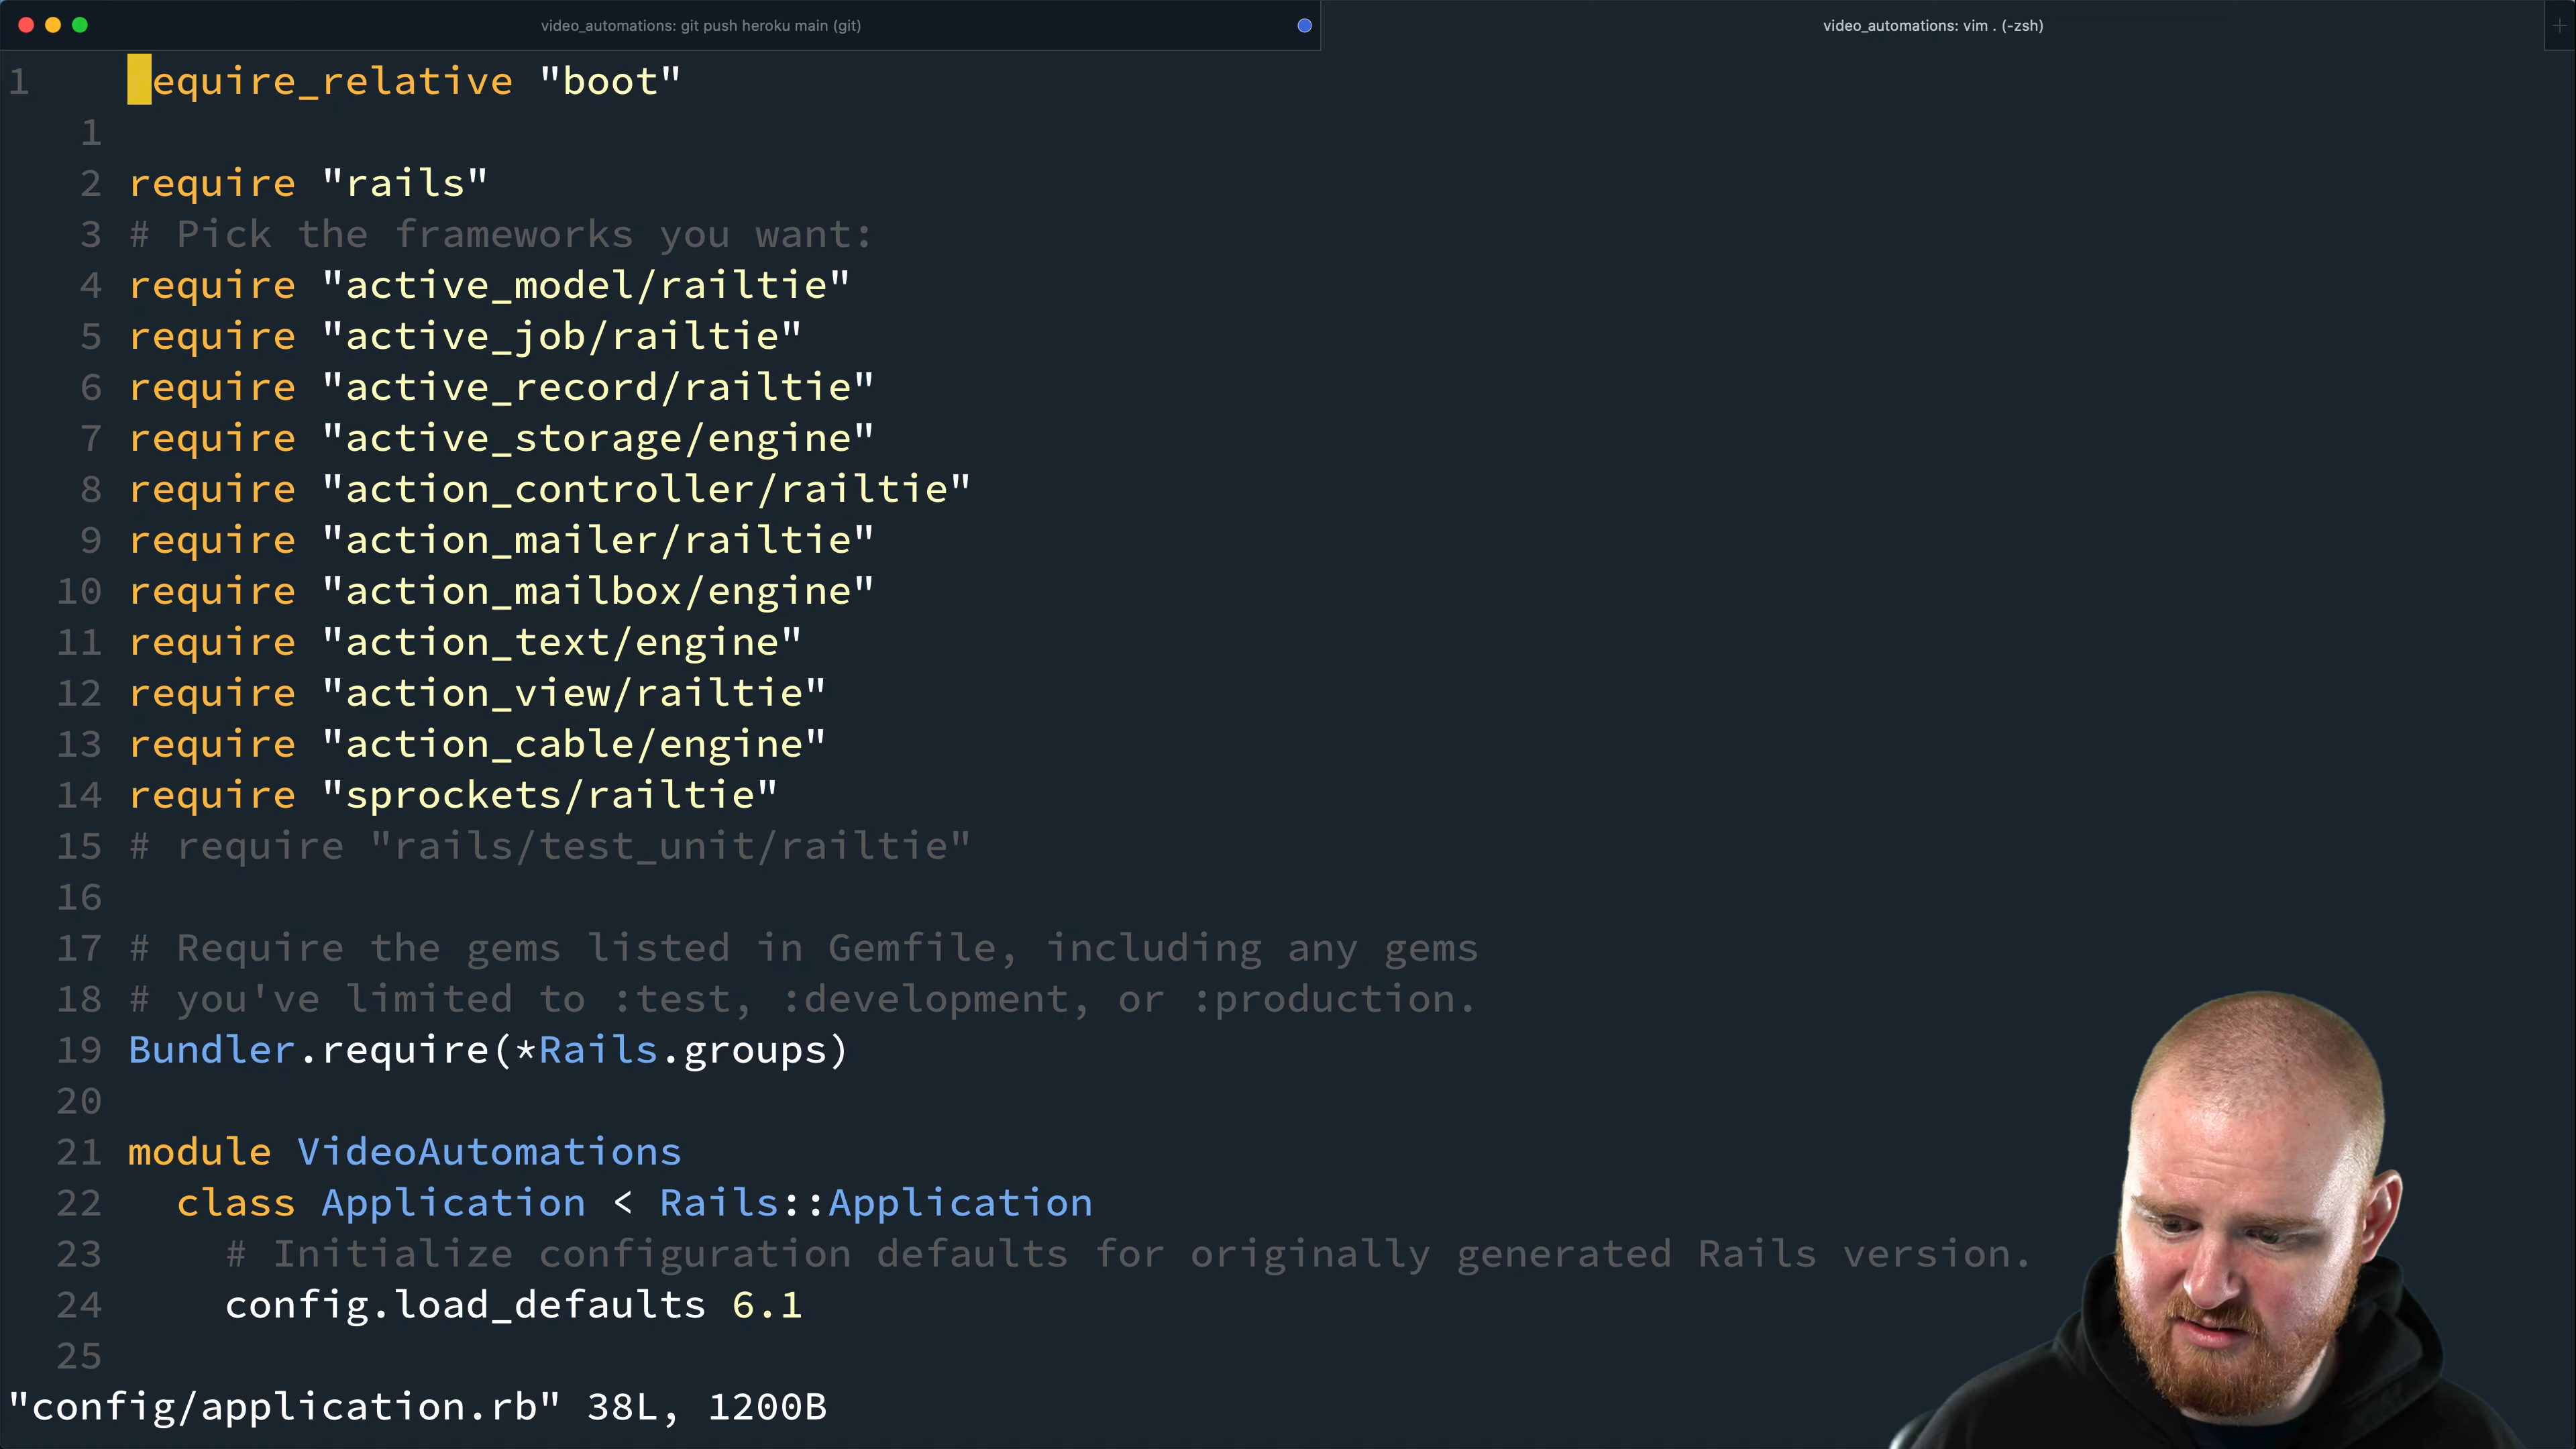 video_automations: git push heroku main (git)
video_automations: vim . (-zsh)
1 equire_relative "boot"
1
2 require "rails"
3 # Pick the frameworks you want:
4 require "active_model/railtie"
5 require "active_job/railtie"
6 require "active_record/railtie"
7 require "active_storage/engine"
8 require "action_controller/railtie"
9 require "action_mailer/railtie"
10 require "action_mailbox/engine"
11 require "action_text/engine"
12 require "action_view/railtie"
13 require "action_cable/engine"
14 require "sprockets/railtie"
15 # require "rails/test_unit/railtie"
16
17 # Require the gems listed in Gemfile, including any gems
18 # you've limited to :test, :development, or :production.
19 Bundler.require(*Rails.groups)
20
21 module VideoAutomations
22 class Application < Rails::Application
23 # Initialize configuration defaults for originally generated Rails version.
24 config.load_defaults 6.1
25
"config/application.rb" 38L, 1200B